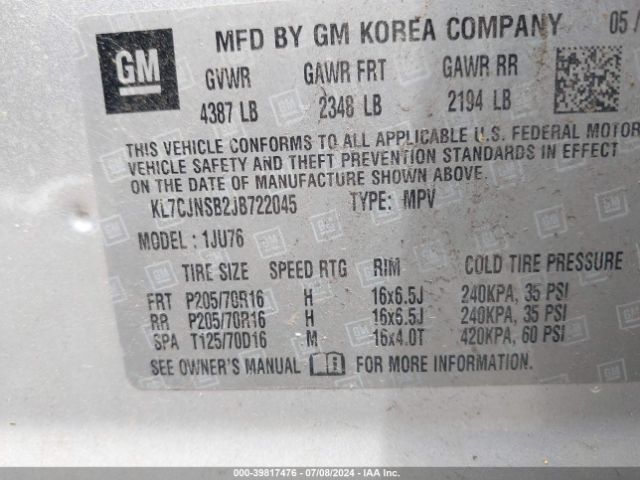 GM
MFD BY GM KOREA COMPANY 05/
GVWR GAWR FRT GAWR RR
4387 LB 2348 LB 2194 LB
THIS VEHICLE CONFORMS TO ALL APPLICABLE U.S. FEDERAL MOTOR
VEHICLE SAFETY AND THEFT PREVENTION STANDARDS IN EFFECT
ON THE DATE OF MANUFACTURE SHOWN ABOVE.
KL7CJNSB2JB722045 TYPE: MPV
MODEL : 1JU76
TIRE SIZE SPEED RTG RIM COLD TIRE PRESSURE
FRT P205/70R16 H 16x6.5J 240KPA, 35 PSI
RR P205/70R16 H 16x6.5J 240KPA, 35 PSI
SPA T125/70D16 M 16x4.0T 420KPA, 60 PSI
SEE OWNER'S MANUAL FOR MORE INFORMATION.
000-39817476 - 07/08/2024 - IAA Inc.